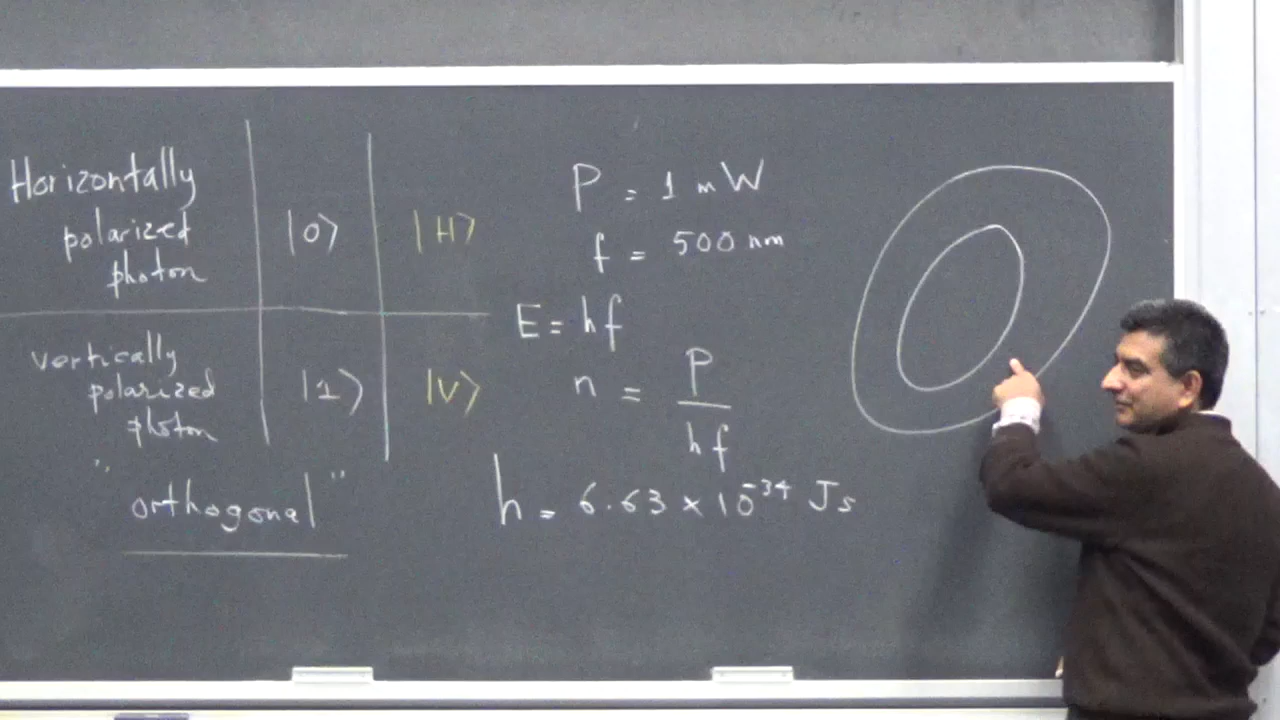 Horizontally
polarized
photon
|0⟩
|H⟩
vertically
polarized
photon
|1⟩
|V⟩
"orthogonal"
P = 1 mW
f = 500 nm
E = hf
n = P / hf
h = 6.63 × 10⁻³⁴ Js